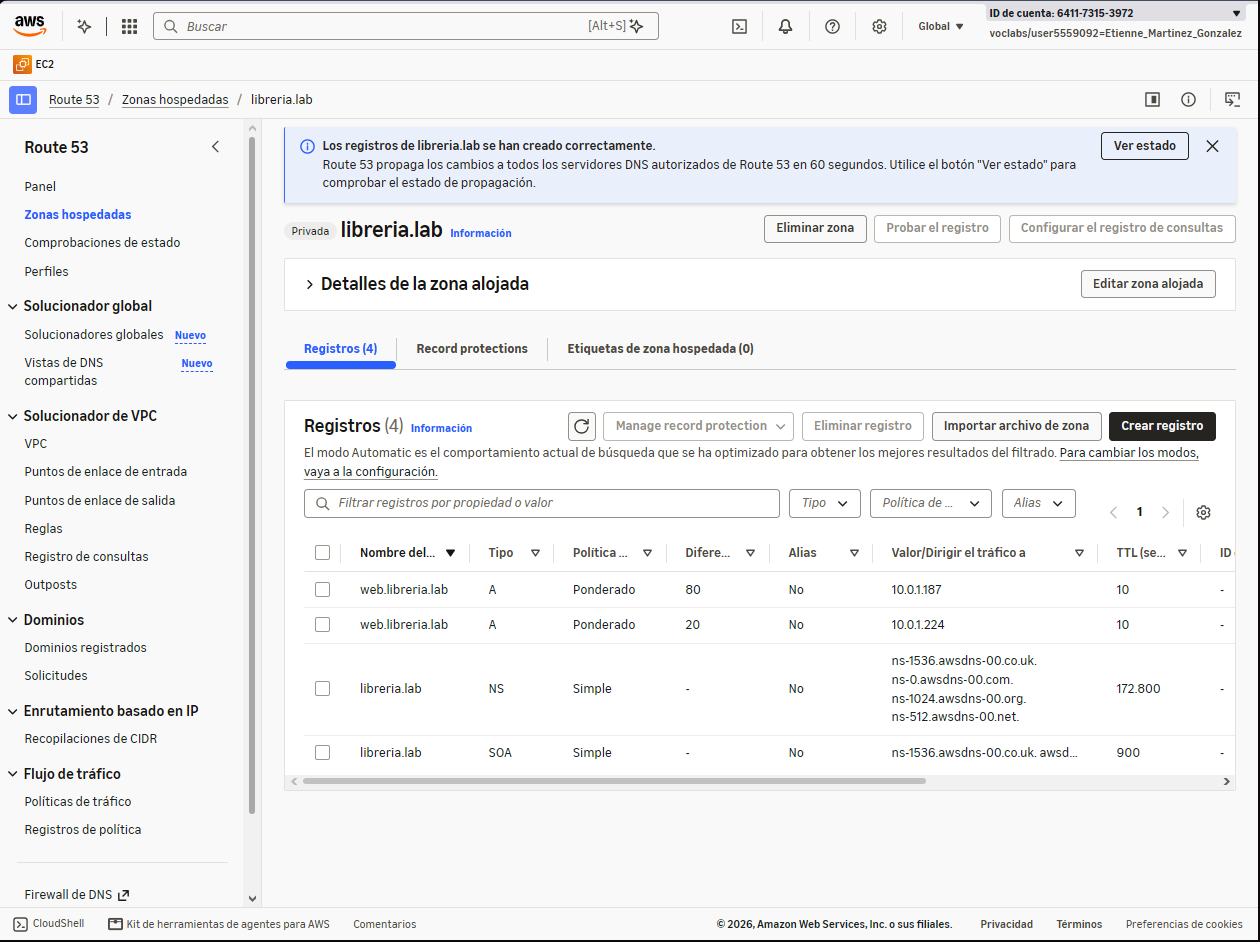 aws
Buscar
[Alt+S]
Global
ID de cuenta: 6411-7315-3972
voclabs/user5559092=Etienne_Martinez_Gonzalez
EC2
Route 53 / Zonas hospedadas / libreria.lab
Route 53
Panel
Zonas hospedadas
Comprobaciones de estado
Perfiles
Solucionador global
Solucionadores globales Nuevo
Vistas de DNS Nuevo
compartidas
Solucionador de VPC
VPC
Puntos de enlace de entrada
Puntos de enlace de salida
Reglas
Registro de consultas
Outposts
Dominios
Dominios registrados
Solicitudes
Enrutamiento basado en IP
Recopilaciones de CIDR
Flujo de tráfico
Políticas de tráfico
Registros de política
Firewall de DNS
Los registros de libreria.lab se han creado correctamente.
Route 53 propaga los cambios a todos los servidores DNS autorizados de Route 53 en 60 segundos. Utilice el botón "Ver estado" para
comprobar el estado de propagación.
Ver estado
Privada libreria.lab Información
Eliminar zona
Probar el registro
Configurar el registro de consultas
Detalles de la zona alojada
Editar zona alojada
Registros (4)
Record protections
Etiquetas de zona hospedada (0)
Registros (4) Información
Manage record protection
Eliminar registro
Importar archivo de zona
Crear registro
El modo Automatic es el comportamiento actual de búsqueda que se ha optimizado para obtener los mejores resultados del filtrado. Para cambiar los modos,
vaya a la configuración.
Filtrar registros por propiedad o valor
Tipo
Política de ...
Alias
1
Nombre del... Tipo Política ... Difere... Alias Valor/Dirigir el tráfico a TTL (se... ID
web.libreria.lab A Ponderado 80 No 10.0.1.187 10 -
web.libreria.lab A Ponderado 20 No 10.0.1.224 10 -
ns-1536.awsdns-00.co.uk.
ns-0.awsdns-00.com.
libreria.lab NS Simple - No 172.800 -
ns-1024.awsdns-00.org.
ns-512.awsdns-00.net.
libreria.lab SOA Simple - No ns-1536.awsdns-00.co.uk. awsd... 900 -
CloudShell
Kit de herramientas de agentes para AWS
Comentarios
© 2026, Amazon Web Services, Inc. o sus filiales.
Privacidad
Términos
Preferencias de cookies